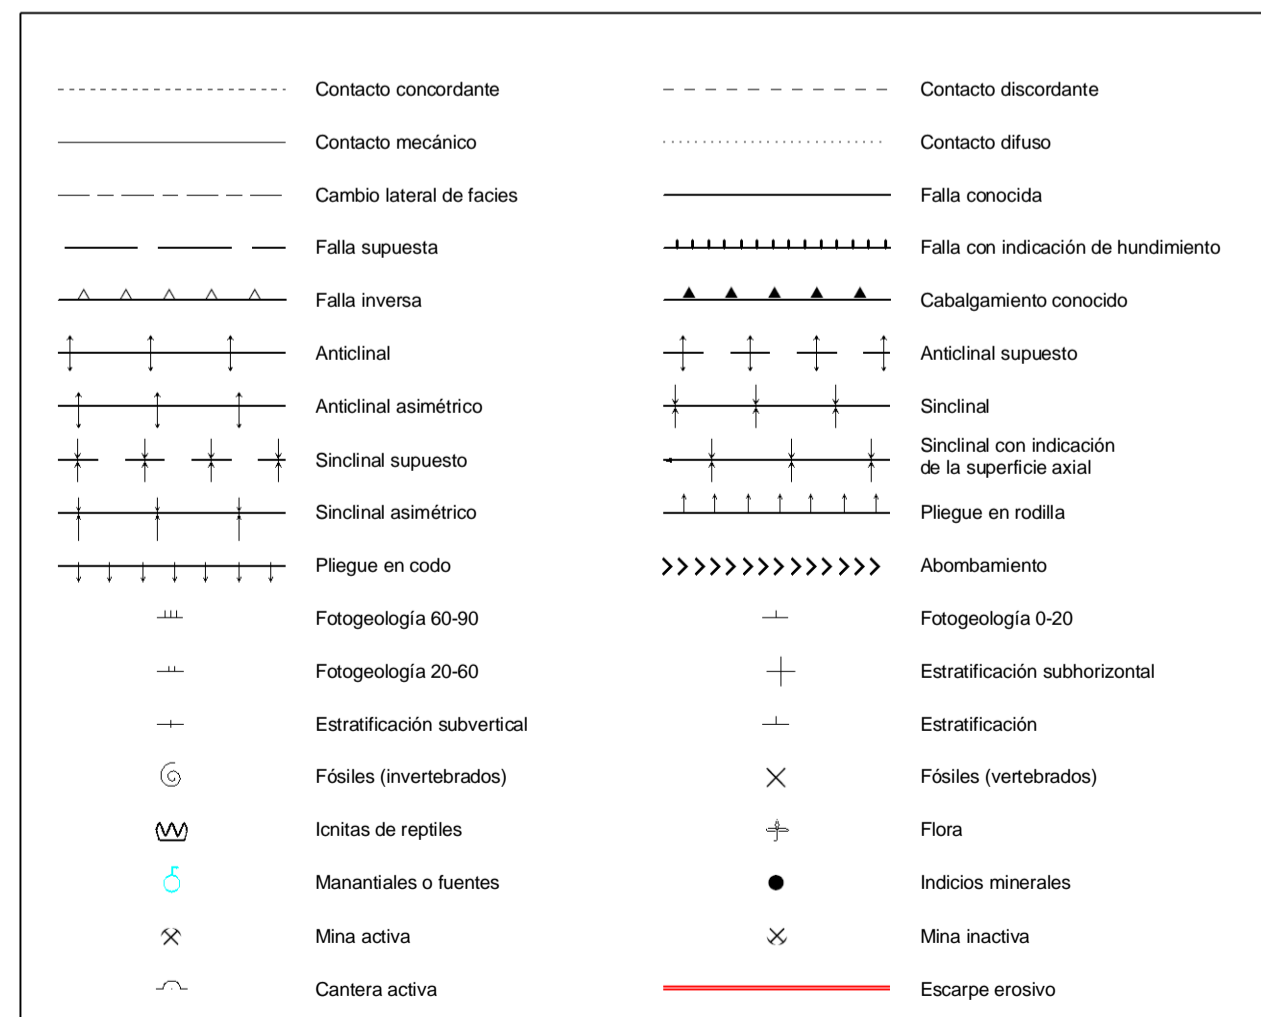 Contacto concordante
Contacto discordante
Contacto mecánico
Contacto difuso
Cambio lateral de facies
Falla conocida
Falla supuesta
Falla con indicación de hundimiento
Falla inversa
Cabalgamiento conocido
Anticlinal
Anticlinal supuesto
Anticlinal asimétrico
Sinclinal
Sinclinal supuesto
Sinclinal con indicación
de la superficie axial
Sinclinal asimétrico
Pliegue en rodilla
Pliegue en codo
Abombamiento
Fotogeología 60-90
Fotogeología 0-20
Fotogeología 20-60
Estratificación subhorizontal
Estratificación subvertical
Estratificación
Fósiles (invertebrados)
Fósiles (vertebrados)
Icnitas de reptiles
Flora
Manantiales o fuentes
Indicios minerales
Mina activa
Mina inactiva
Cantera activa
Escarpe erosivo